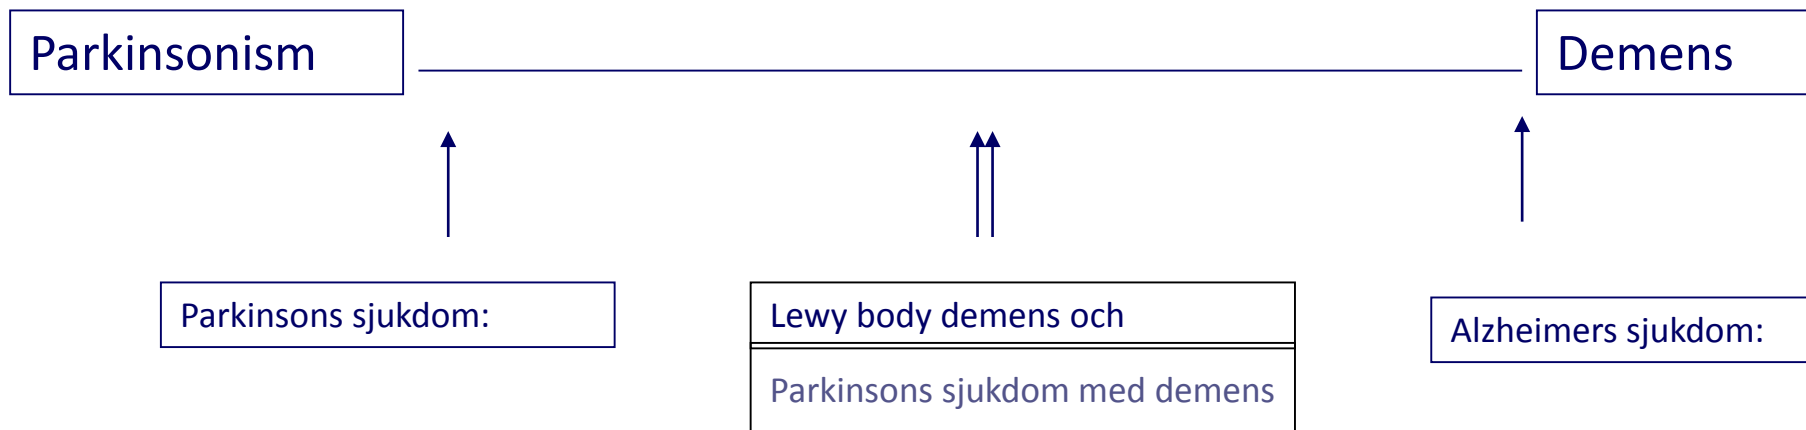 Parkinsonism
Demens
Parkinsons sjukdom:
Lewy body demens och
Parkinsons sjukdom med demens
Alzheimers sjukdom: